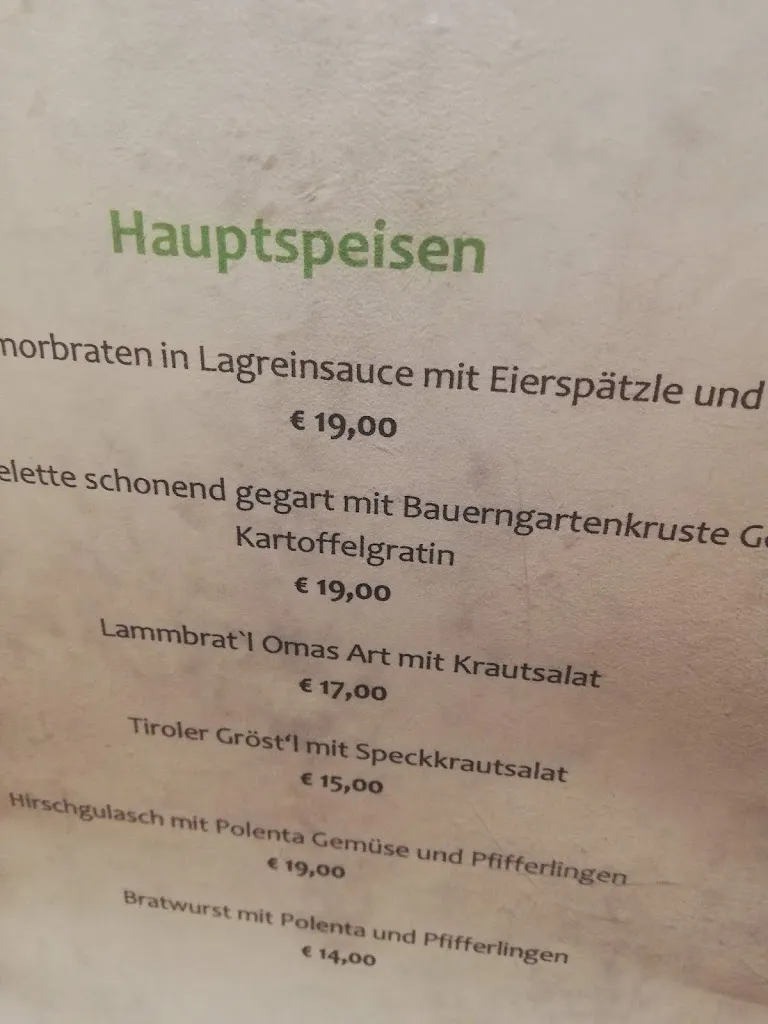 Hauptspeisen
morbraten in Lagreinsauce mit Eierspätzle und
€ 19,00
elette schonend gegart mit Bauerngartenkruste Ge
Kartoffelgratin
€ 19,00
Lammbrat`l Omas Art mit Krautsalat
€ 17,00
Tiroler Gröst‘l mit Speckkrautsalat
€ 15,00
Hirschgulasch mit Polenta Gemüse und Pfifferlingen
€ 19,00
Bratwurst mit Polenta und Pfifferlingen
€ 14,00